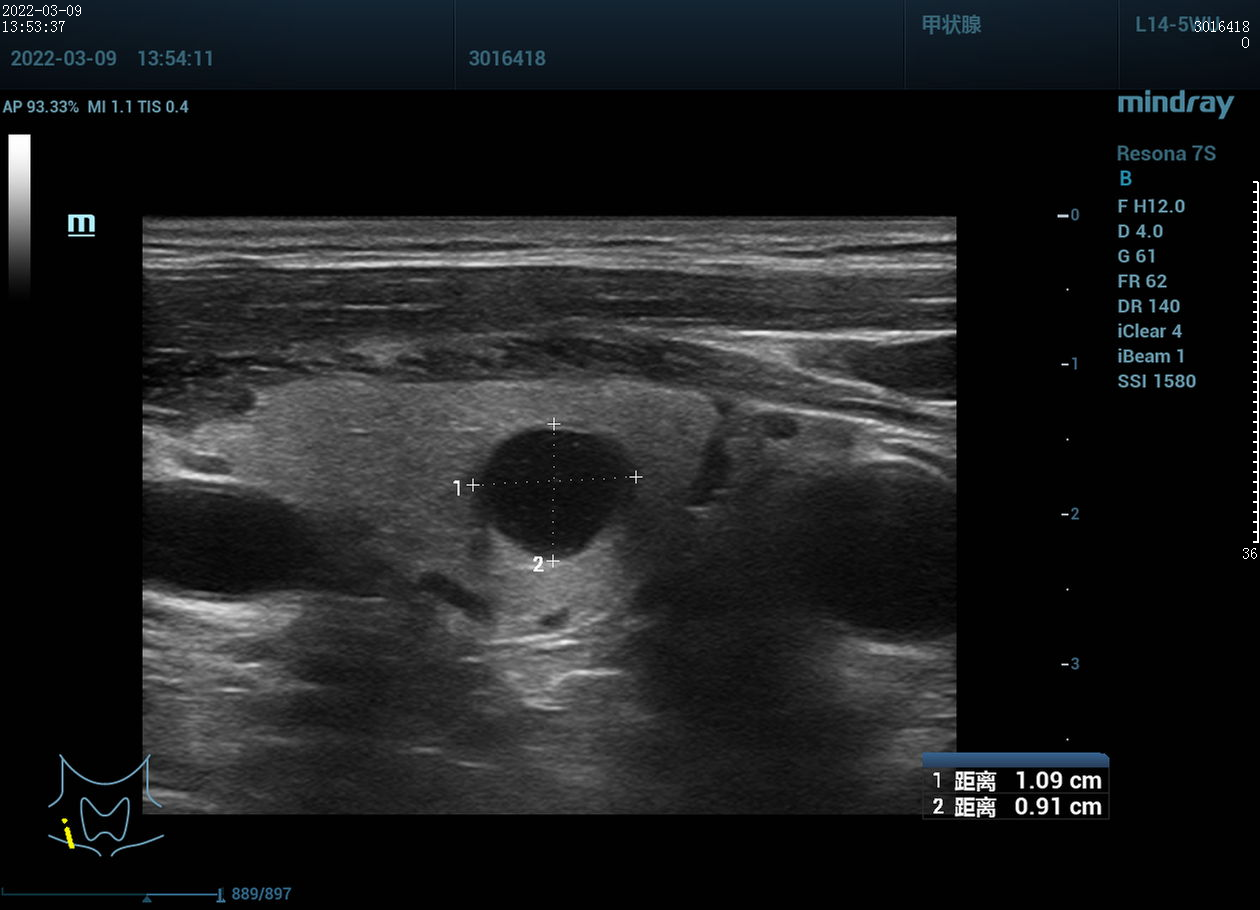 2022-03-09
13:53:37
甲状腺
3016418
0
2022-03-09 13:54:11
3016418
AP 93.33% MI 1.1 TIS 0.4
mindray
Resona 7S
B
F H12.0
D 4.0
G 61
FR 62
DR 140
iClear 4
iBeam 1
SSI 1580
m
0
1
2
3
36
1
2
1 距离 1.09 cm
2 距离 0.91 cm
889/897